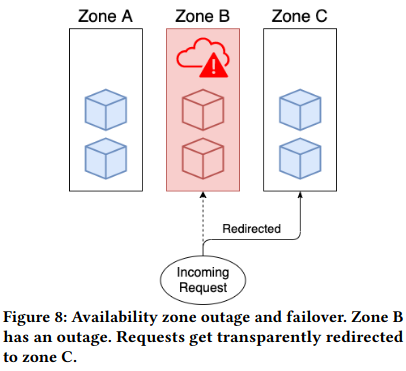 Zone A Zone B Zone C
Redirected
Incoming
Request
Figure 8: Availability zone outage and failover. Zone B
has an outage. Requests get transparently redirected
to zone C.